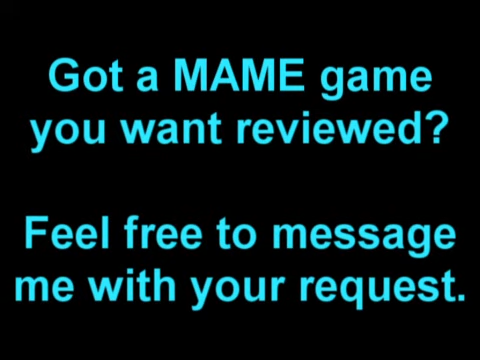 Got a MAME game
you want reviewed?
Feel free to message
me with your request.